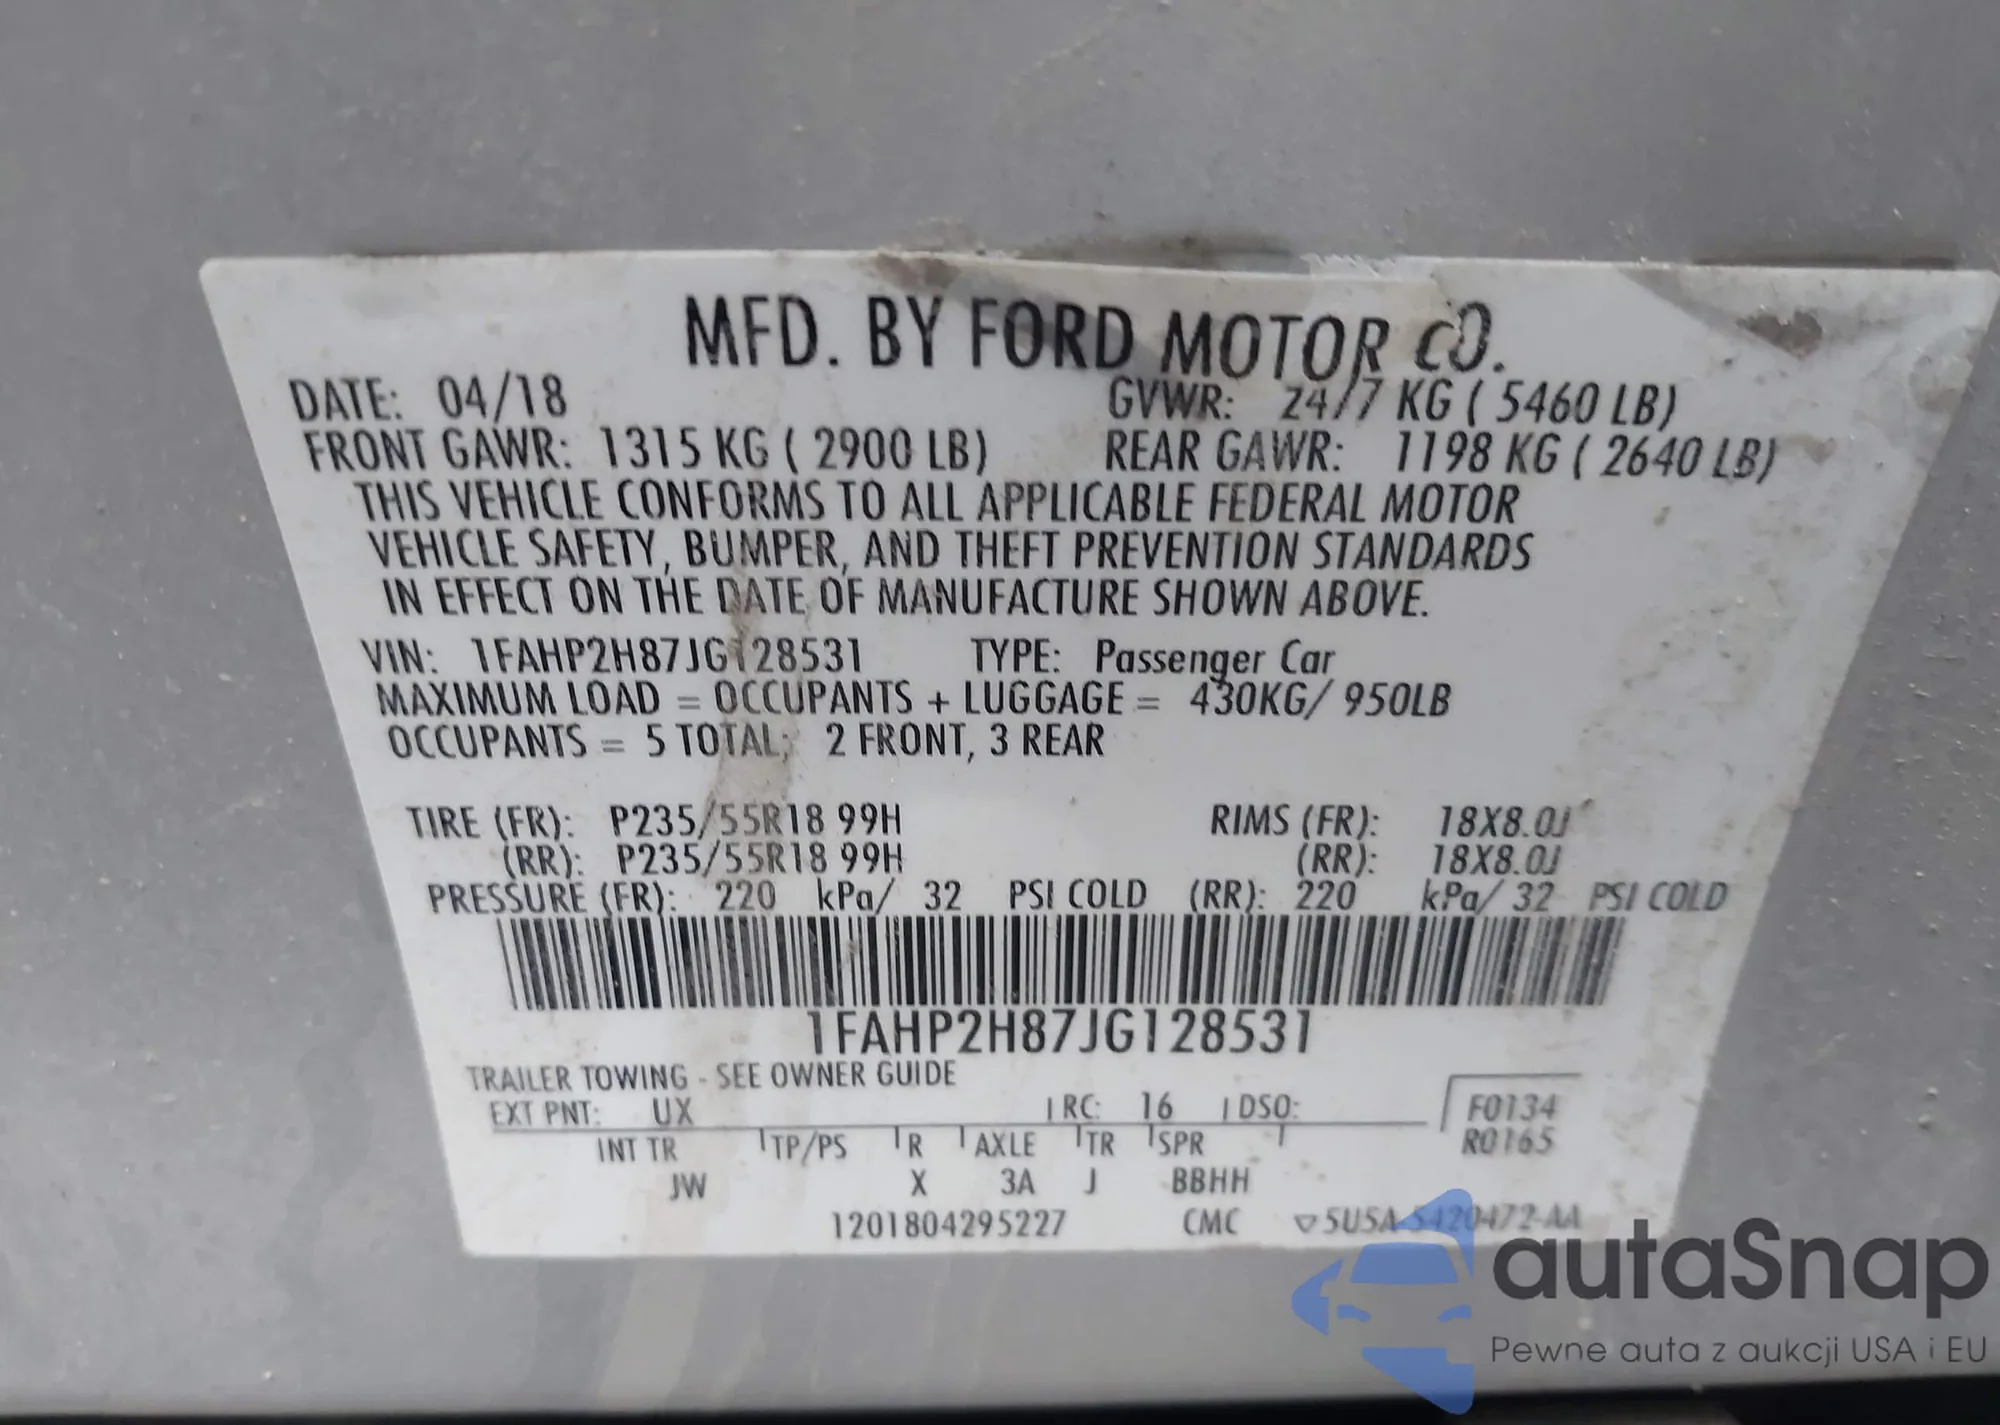 MFD. BY FORD MOTOR CO.
DATE: 04/18 GVWR: 2477 KG ( 5460 LB)
FRONT GAWR: 1315 KG ( 2900 LB) REAR GAWR: 1198 KG ( 2640 LB)
THIS VEHICLE CONFORMS TO ALL APPLICABLE FEDERAL MOTOR
VEHICLE SAFETY, BUMPER, AND THEFT PREVENTION STANDARDS
IN EFFECT ON THE DATE OF MANUFACTURE SHOWN ABOVE.
VIN: 1FAHP2H87JG128531 TYPE: Passenger Car
MAXIMUM LOAD = OCCUPANTS + LUGGAGE = 430KG/ 950LB
OCCUPANTS = 5 TOTAL; 2 FRONT, 3 REAR
TIRE (FR): P235/55R18 99H RIMS (FR): 18X8.0J
(RR): P235/55R18 99H (RR): 18X8.0J
PRESSURE (FR): 220 kPa/ 32 PSI COLD (RR): 220 kPa/ 32 PSI COLD
1FAHP2H87JG128531
TRAILER TOWING - SEE OWNER GUIDE
EXT PNT: UX RC: 16 DSO: F0134
INT TR TP/PS R AXLE TR SPR R0165
JW X 3A J BBHH
1201804295227 CMC ▽5U5A-5420472-AA
autaSnap
Pewne auta z aukcji USA i EU